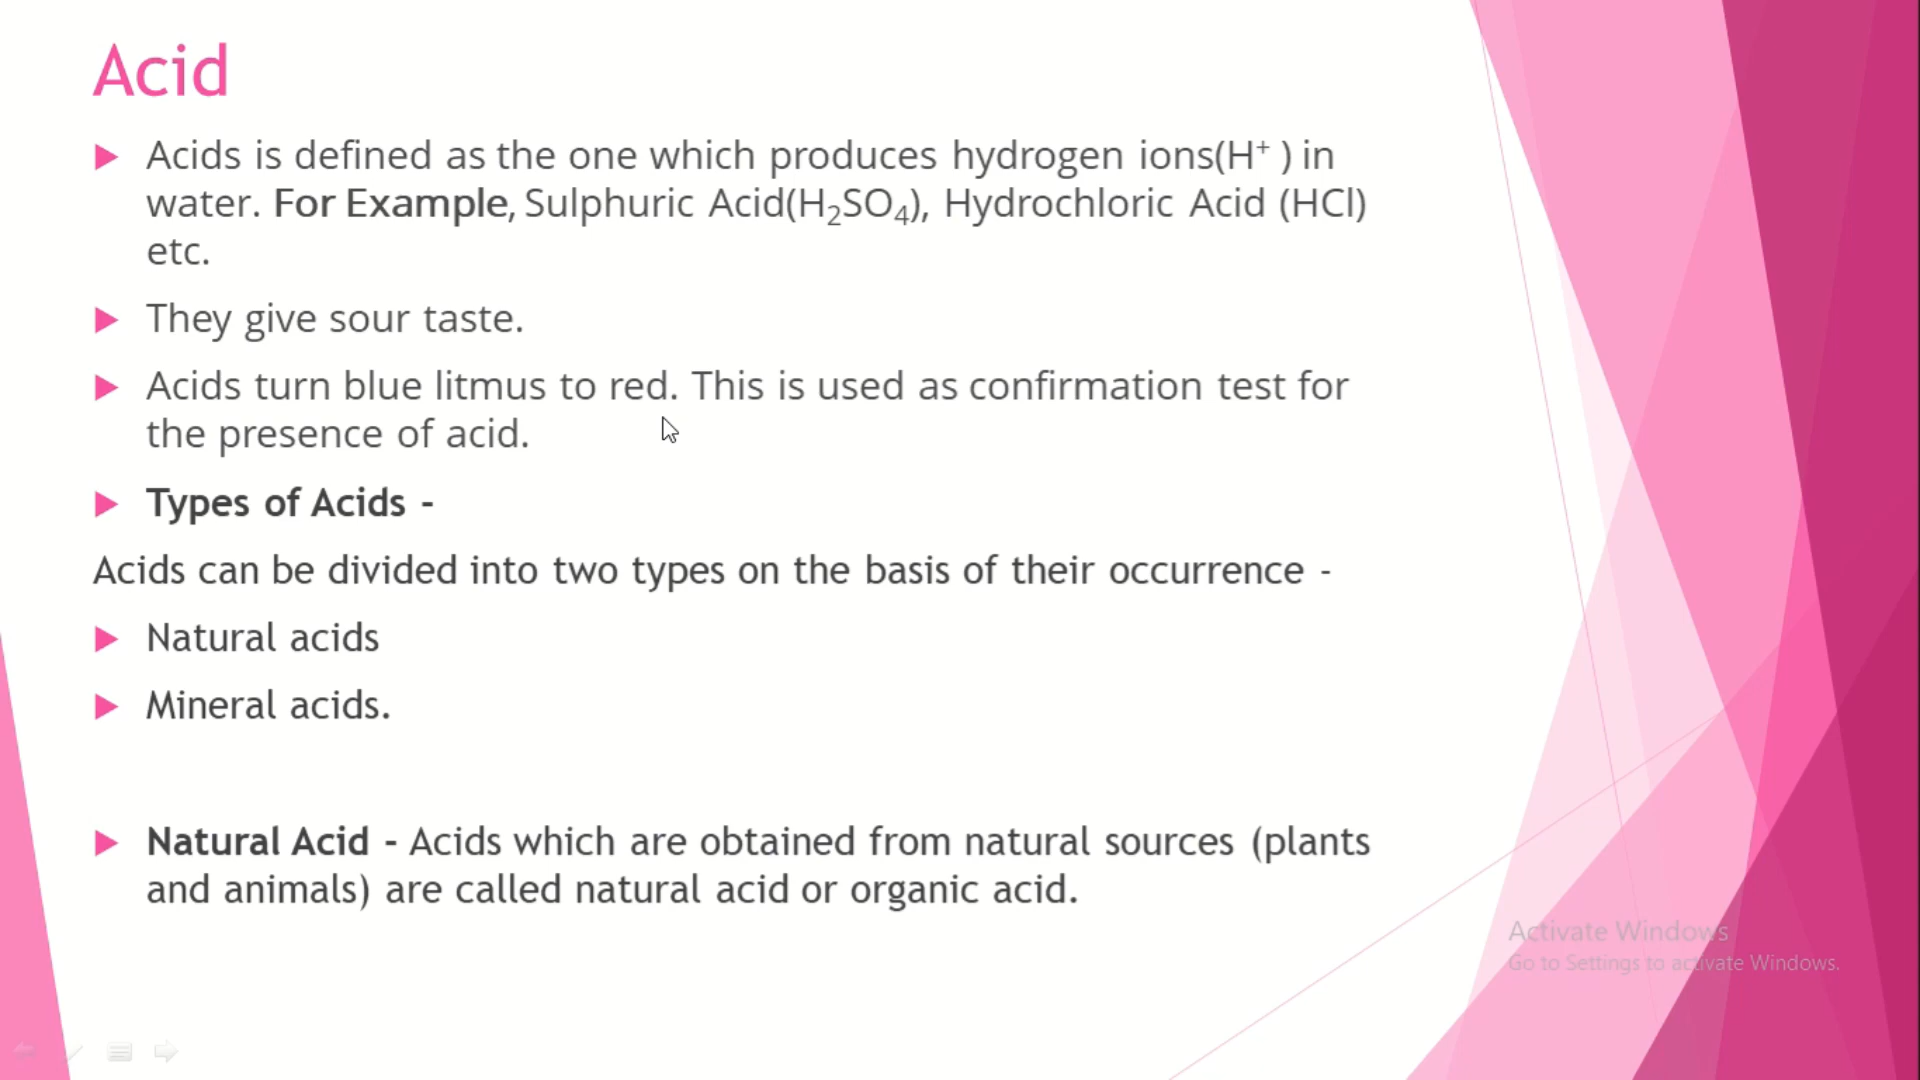 Acid
Acids is defined as the one which produces hydrogen ions(H⁺ ) in
water. For Example, Sulphuric Acid(H₂SO₄), Hydrochloric Acid (HCl)
etc.
They give sour taste.
Acids turn blue litmus to red. This is used as confirmation test for
the presence of acid.
Types of Acids -
Acids can be divided into two types on the basis of their occurrence -
Natural acids
Mineral acids.
Natural Acid - Acids which are obtained from natural sources (plants
and animals) are called natural acid or organic acid.
Activate Windows
Go to Settings to activate Windows.